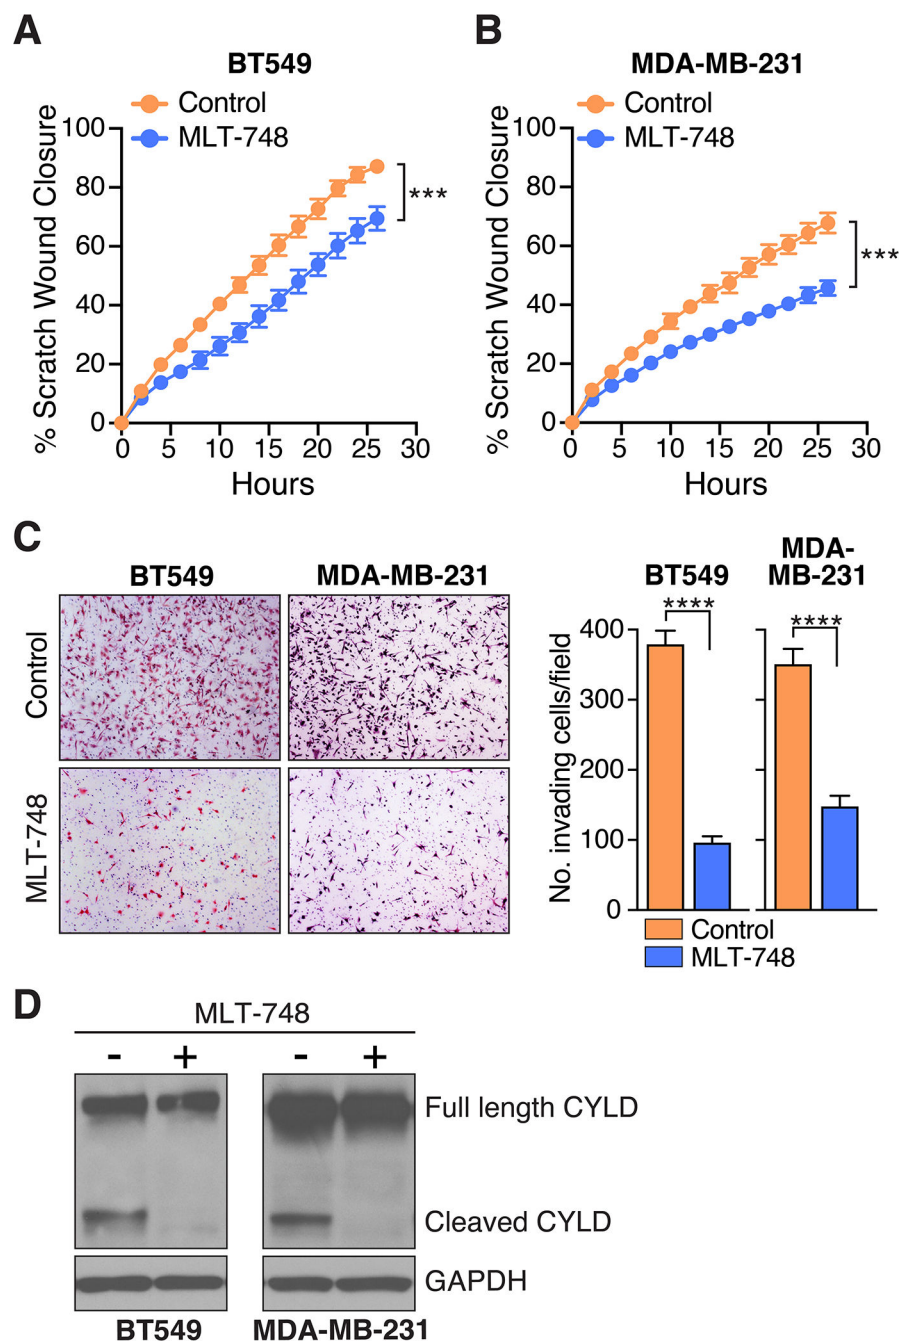 A
BT549
Control
MLT-748
% Scratch Wound Closure
100
80
60
40
20
0
0 5 10 15 20 25 30
Hours
***
B
MDA-MB-231
Control
MLT-748
% Scratch Wound Closure
100
80
60
40
20
0
0 5 10 15 20 25 30
Hours
***
C
BT549
MDA-MB-231
Control
MLT-748
BT549
MDA-
MB-231
No. invading cells/field
400
300
200
100
0
****
****
Control
MLT-748
D
MLT-748
- + - +
Full length CYLD
Cleaved CYLD
GAPDH
BT549 MDA-MB-231